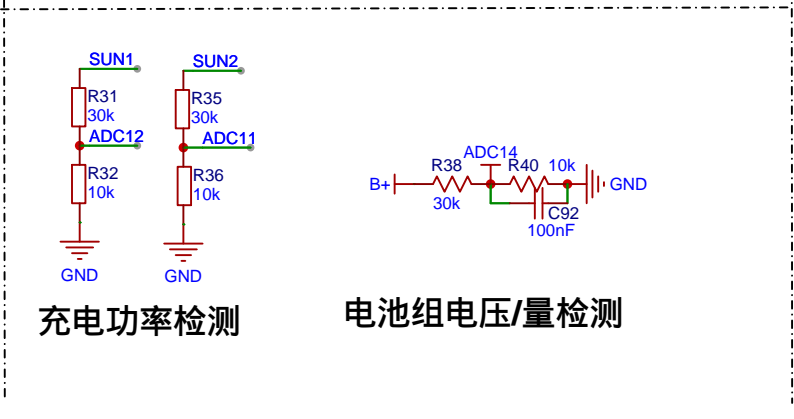 SUN1
SUN2
R31
30k
R35
30k
ADC12
ADC11
R32
10k
R36
10k
GND
GND
充电功率检测
ADC14
R38
R40
10k
B+
GND
30k
C92
100nF
电池组电压/量检测